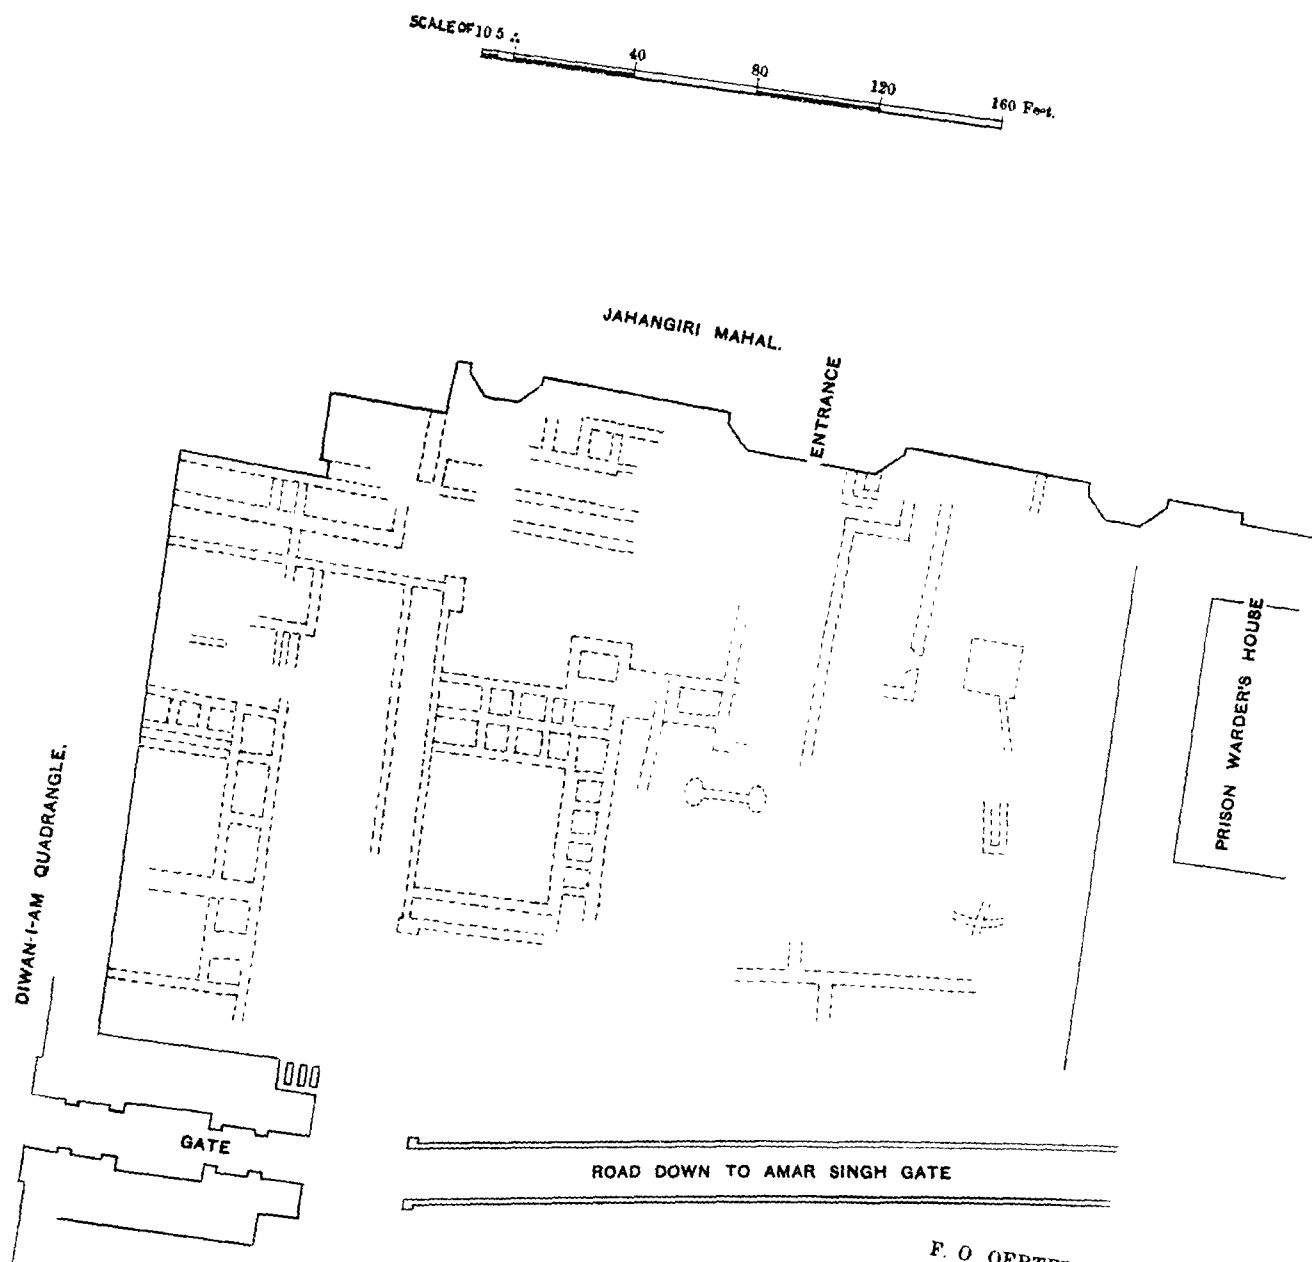 SCALE OF 10 5
40 80 120 160 Feet.
JAHANGIRI MAHAL.
ENTRANCE
PRISON WARDER'S HOUSE
DIWAN-I-AM QUADRANGLE.
GATE
ROAD DOWN TO AMAR SINGH GATE
F. O.